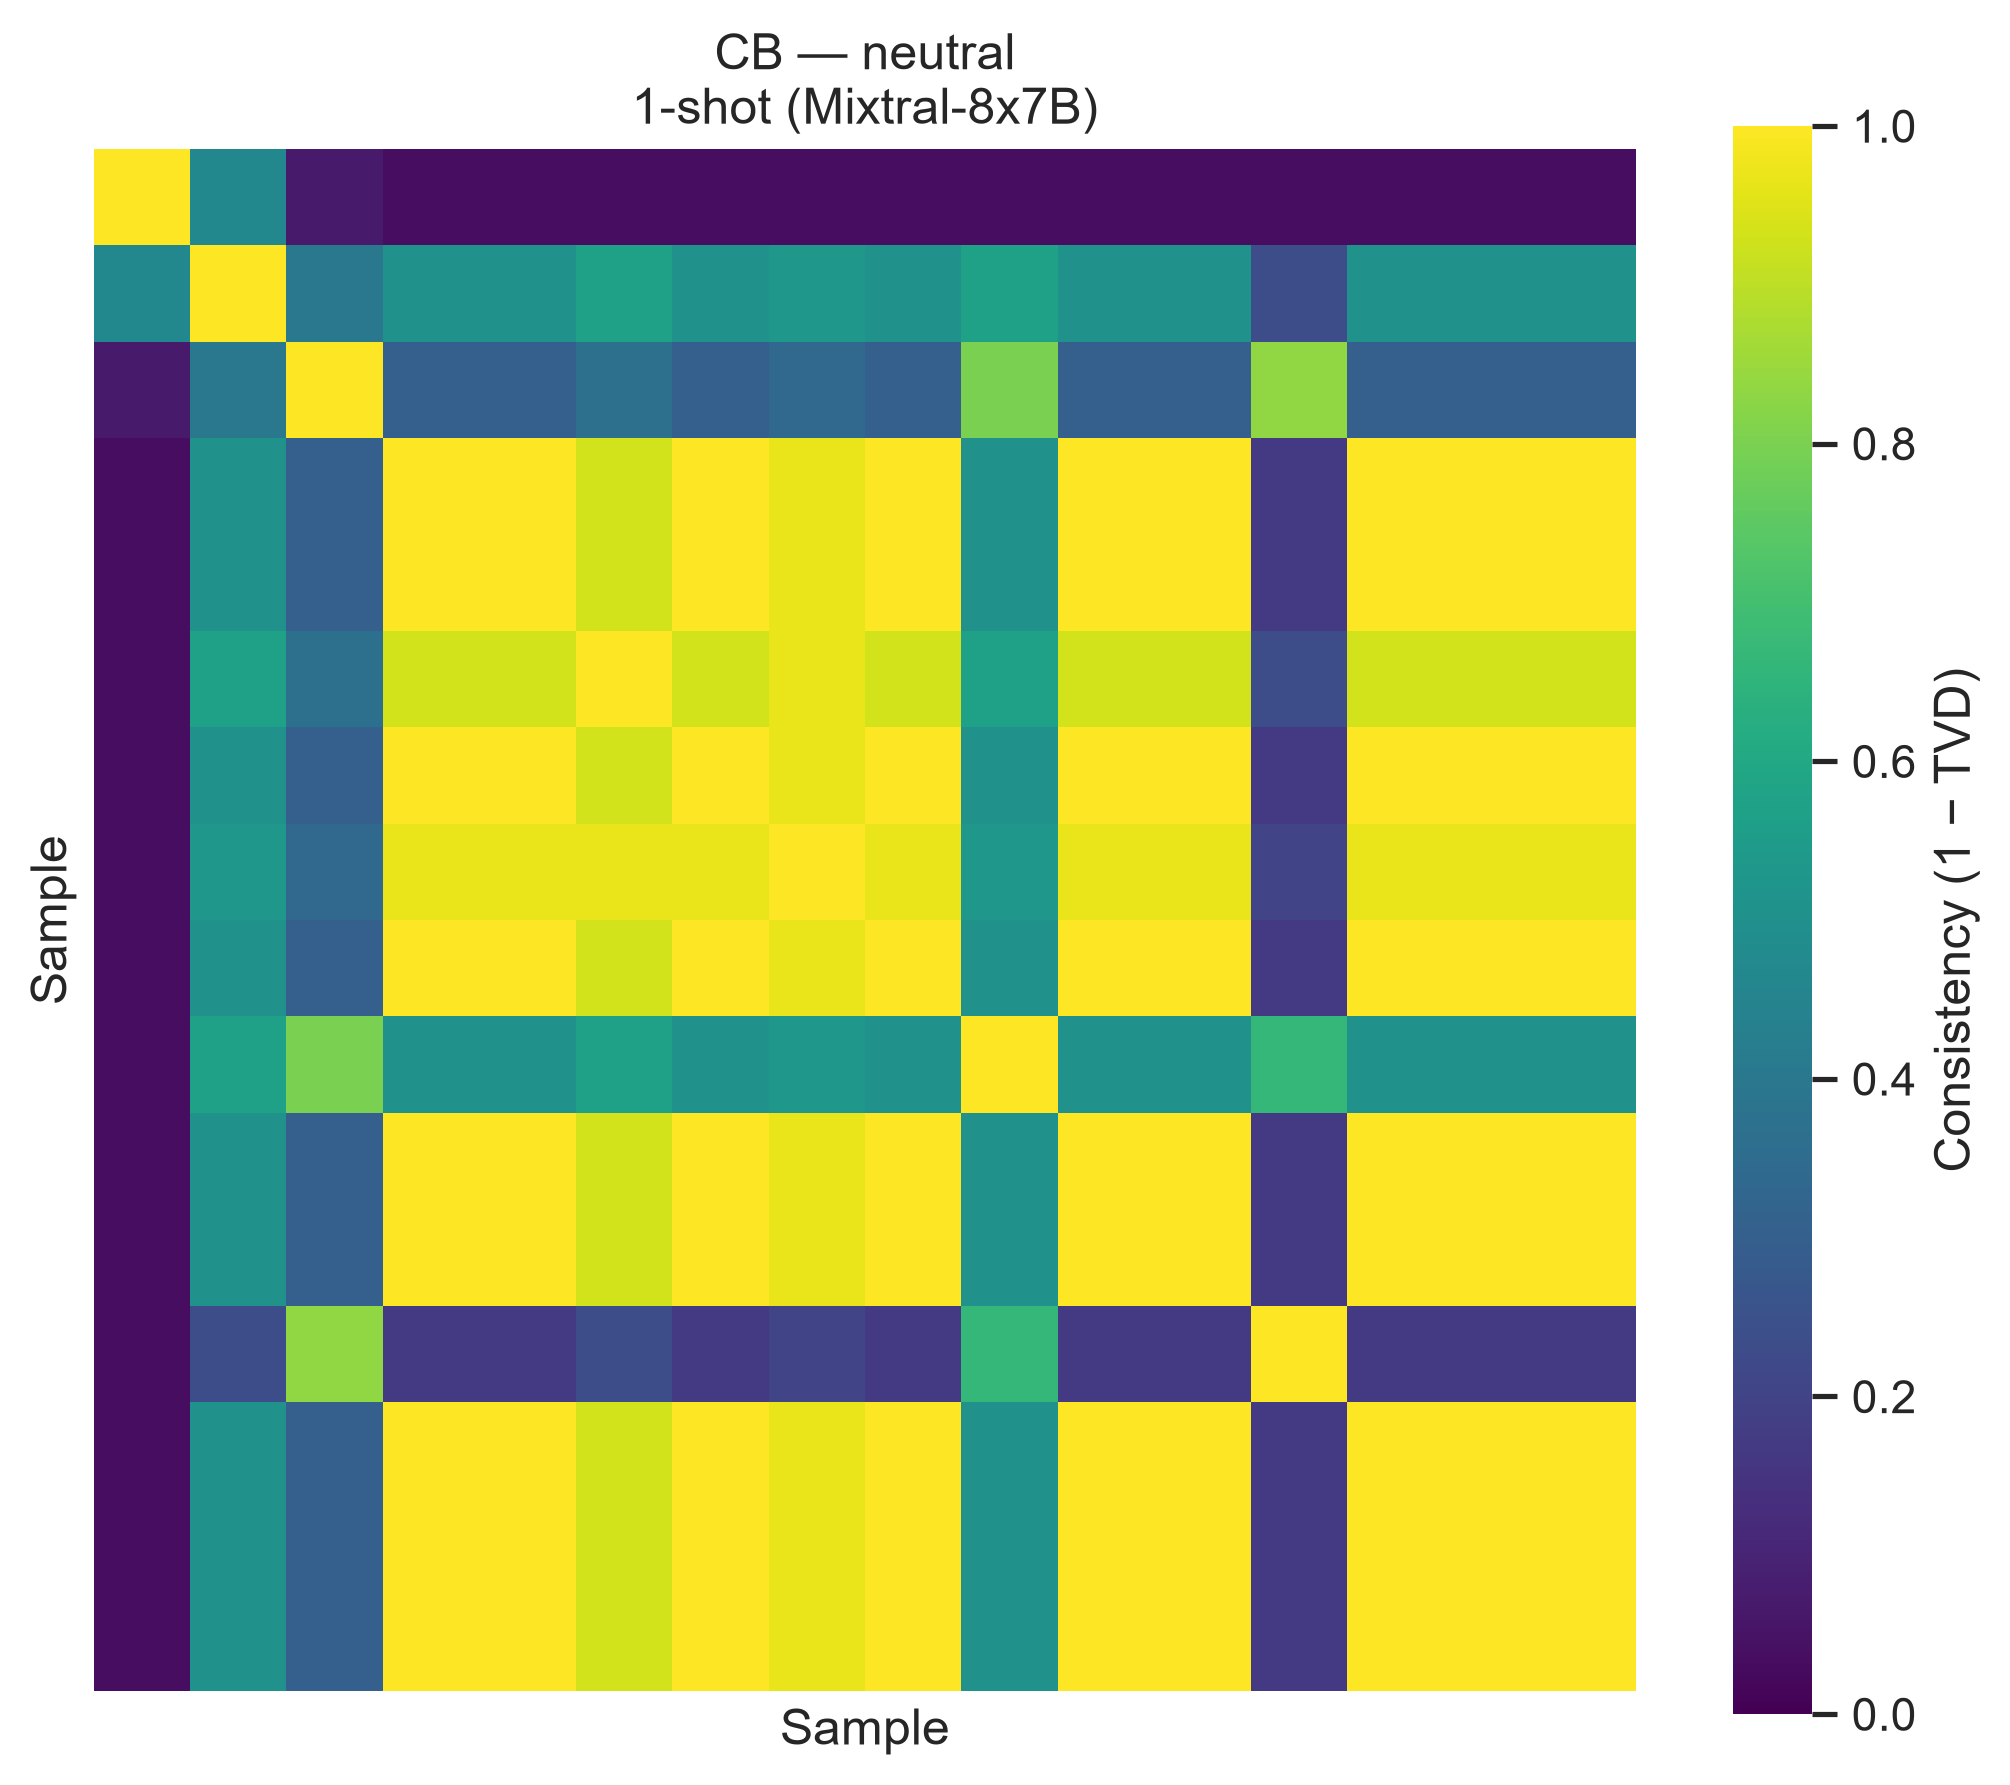 CB — neutral
1-shot (Mixtral-8x7B)
Sample
Sample
1.0
0.8
0.6
0.4
0.2
0.0
Consistency (1 − TVD)